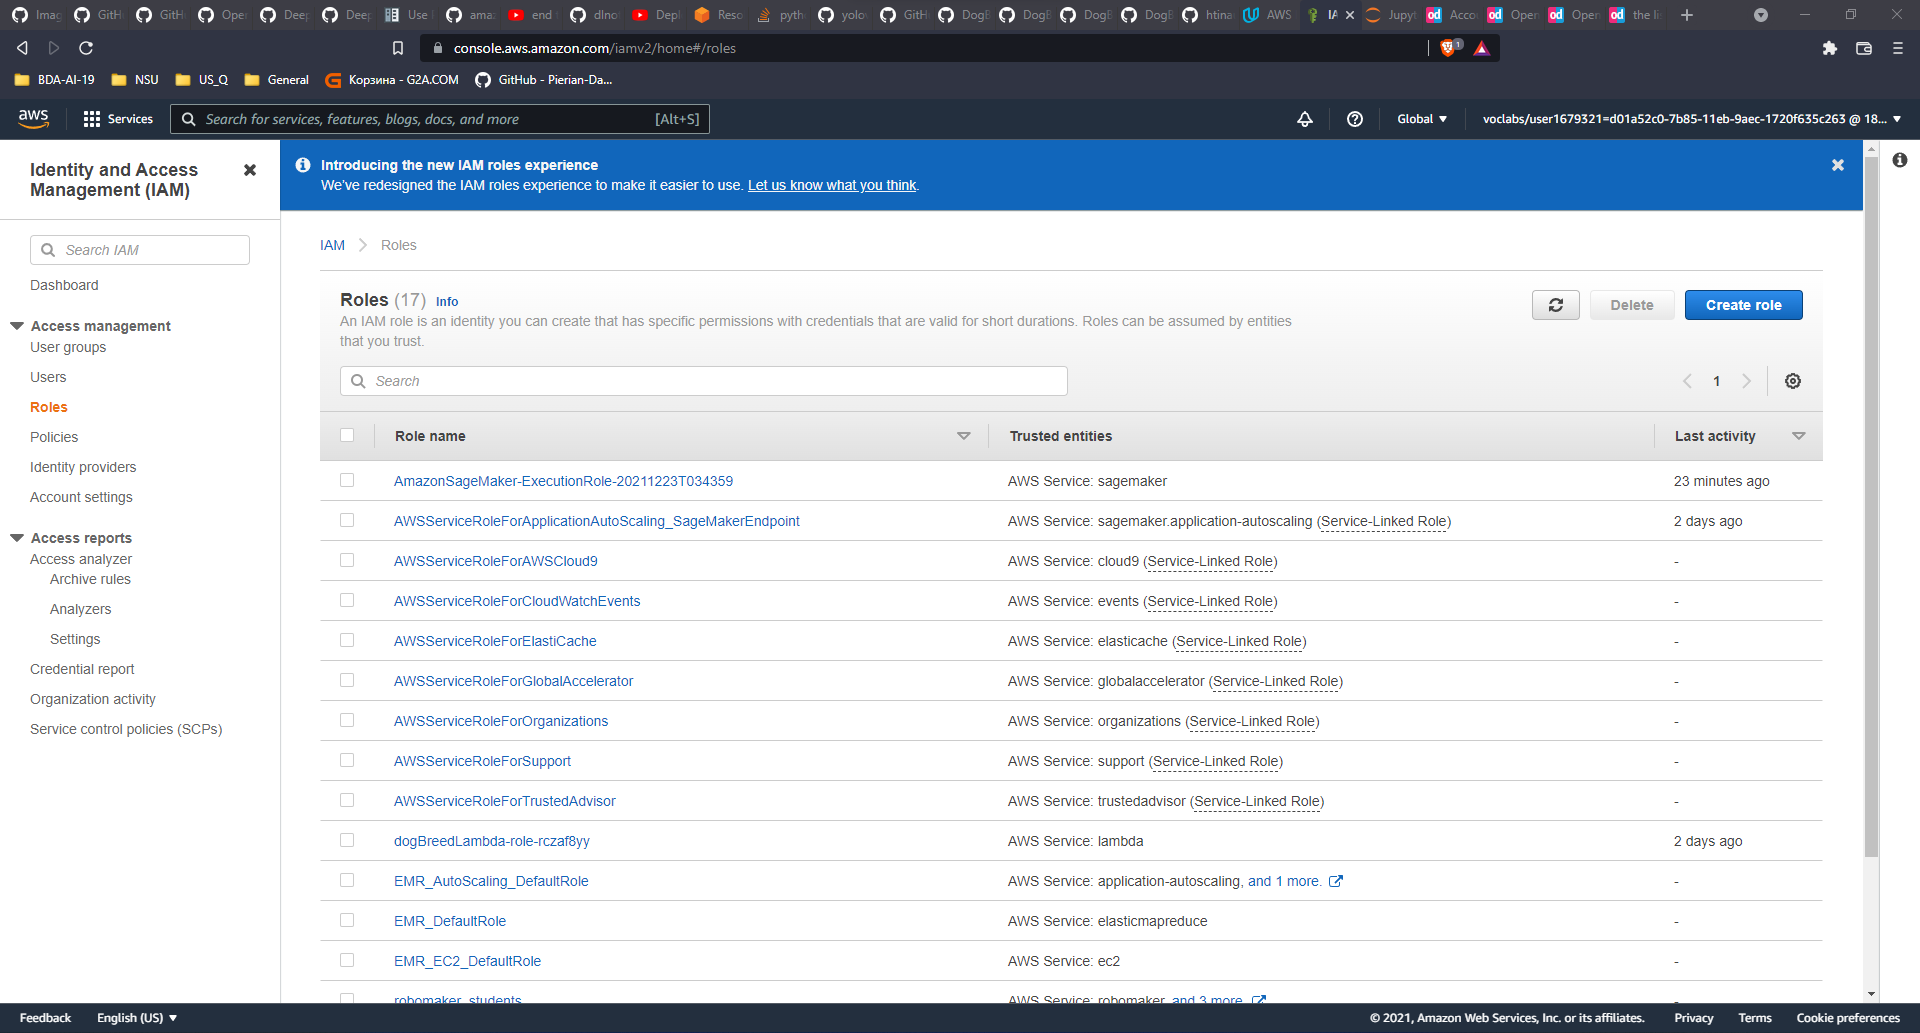 Imag
GitH
GitH
Open
Deep
Deep
Use
amaz
end
dlno
Depl
Reso
pyth
yolo
GitH
DogB
DogB
DogB
DogB
htina
AWS
IA
Jupyt
Acco
Open
Open
the li
console.aws.amazon.com/iamv2/home#/roles
1
BDA-AI-19
NSU
US_Q
General
Корзина - G2A.COM
GitHub - Pierian-Da...
aws
Services
Search for services, features, blogs, docs, and more
[Alt+S]
Global
voclabs/user1679321=d01a52c0-7b85-11eb-9aec-1720f635c263 @ 18...
Identity and Access
Management (IAM)
Search IAM
Dashboard
Access management
User groups
Users
Roles
Policies
Identity providers
Account settings
Access reports
Access analyzer
Archive rules
Analyzers
Settings
Credential report
Organization activity
Service control policies (SCPs)
Introducing the new IAM roles experience
We've redesigned the IAM roles experience to make it easier to use. Let us know what you think.
IAM
Roles
Roles (17) Info
An IAM role is an identity you can create that has specific permissions with credentials that are valid for short durations. Roles can be assumed by entities
that you trust.
Delete
Create role
Search
1
Role name
Trusted entities
Last activity
AmazonSageMaker-ExecutionRole-20211223T034359
AWS Service: sagemaker
23 minutes ago
AWSServiceRoleForApplicationAutoScaling_SageMakerEndpoint
AWS Service: sagemaker.application-autoscaling (Service-Linked Role)
2 days ago
AWSServiceRoleForAWSCloud9
AWS Service: cloud9 (Service-Linked Role)
-
AWSServiceRoleForCloudWatchEvents
AWS Service: events (Service-Linked Role)
-
AWSServiceRoleForElastiCache
AWS Service: elasticache (Service-Linked Role)
-
AWSServiceRoleForGlobalAccelerator
AWS Service: globalaccelerator (Service-Linked Role)
-
AWSServiceRoleForOrganizations
AWS Service: organizations (Service-Linked Role)
-
AWSServiceRoleForSupport
AWS Service: support (Service-Linked Role)
-
AWSServiceRoleForTrustedAdvisor
AWS Service: trustedadvisor (Service-Linked Role)
-
dogBreedLambda-role-rczaf8yy
AWS Service: lambda
2 days ago
EMR_AutoScaling_DefaultRole
AWS Service: application-autoscaling, and 1 more.
-
EMR_DefaultRole
AWS Service: elasticmapreduce
-
EMR_EC2_DefaultRole
AWS Service: ec2
-
robomaker_students
AWS Service: robomaker, and 3 more.
-
Feedback
English (US)
© 2021, Amazon Web Services, Inc. or its affiliates.
Privacy
Terms
Cookie preferences